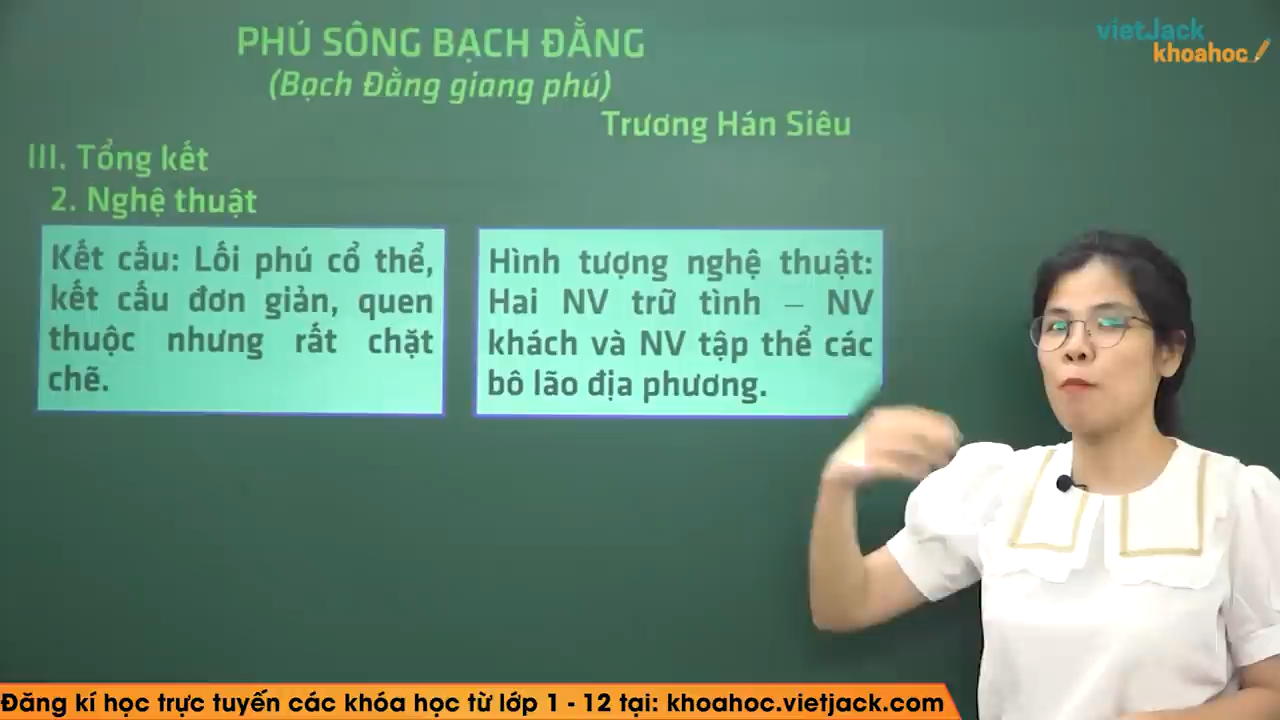 PHÚ SÔNG BẠCH ĐẰNG
(Bạch Đằng giang phú)
Trương Hán Siêu
vietJack
khoahoc
III. Tổng kết
2. Nghệ thuật
Kết cấu: Lối phú cổ thể,
kết cấu đơn giản, quen
thuộc nhưng rất chặt
chẽ.
Hình tượng nghệ thuật:
Hai NV trữ tình – NV
khách và NV tập thể các
bô lão địa phương.
Đăng kí học trực tuyến các khóa học từ lớp 1 - 12 tại: khoahoc.vietjack.com